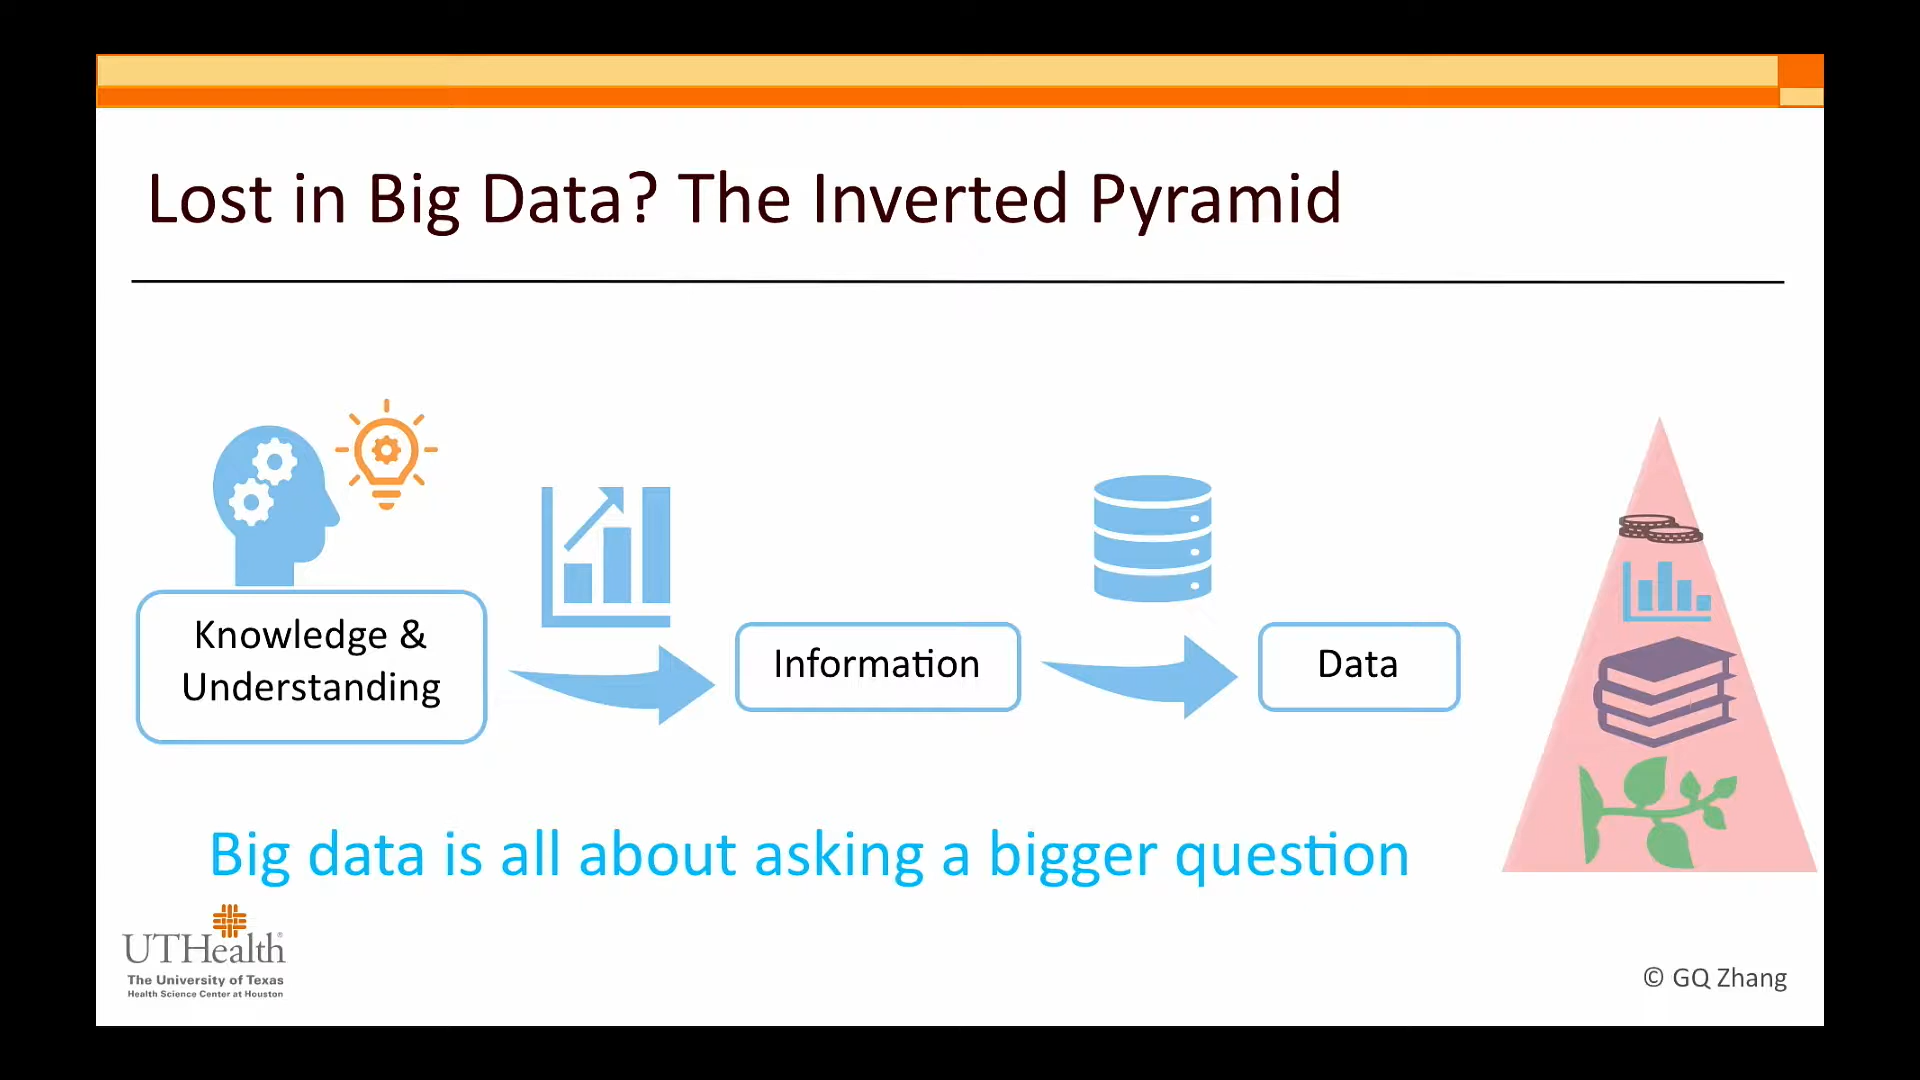 Lost in Big Data? The Inverted Pyramid
Knowledge &
Understanding
Information
Data
Big data is all about asking a bigger question
UTHealth®
The University of Texas
Health Science Center at Houston
© GQ Zhang